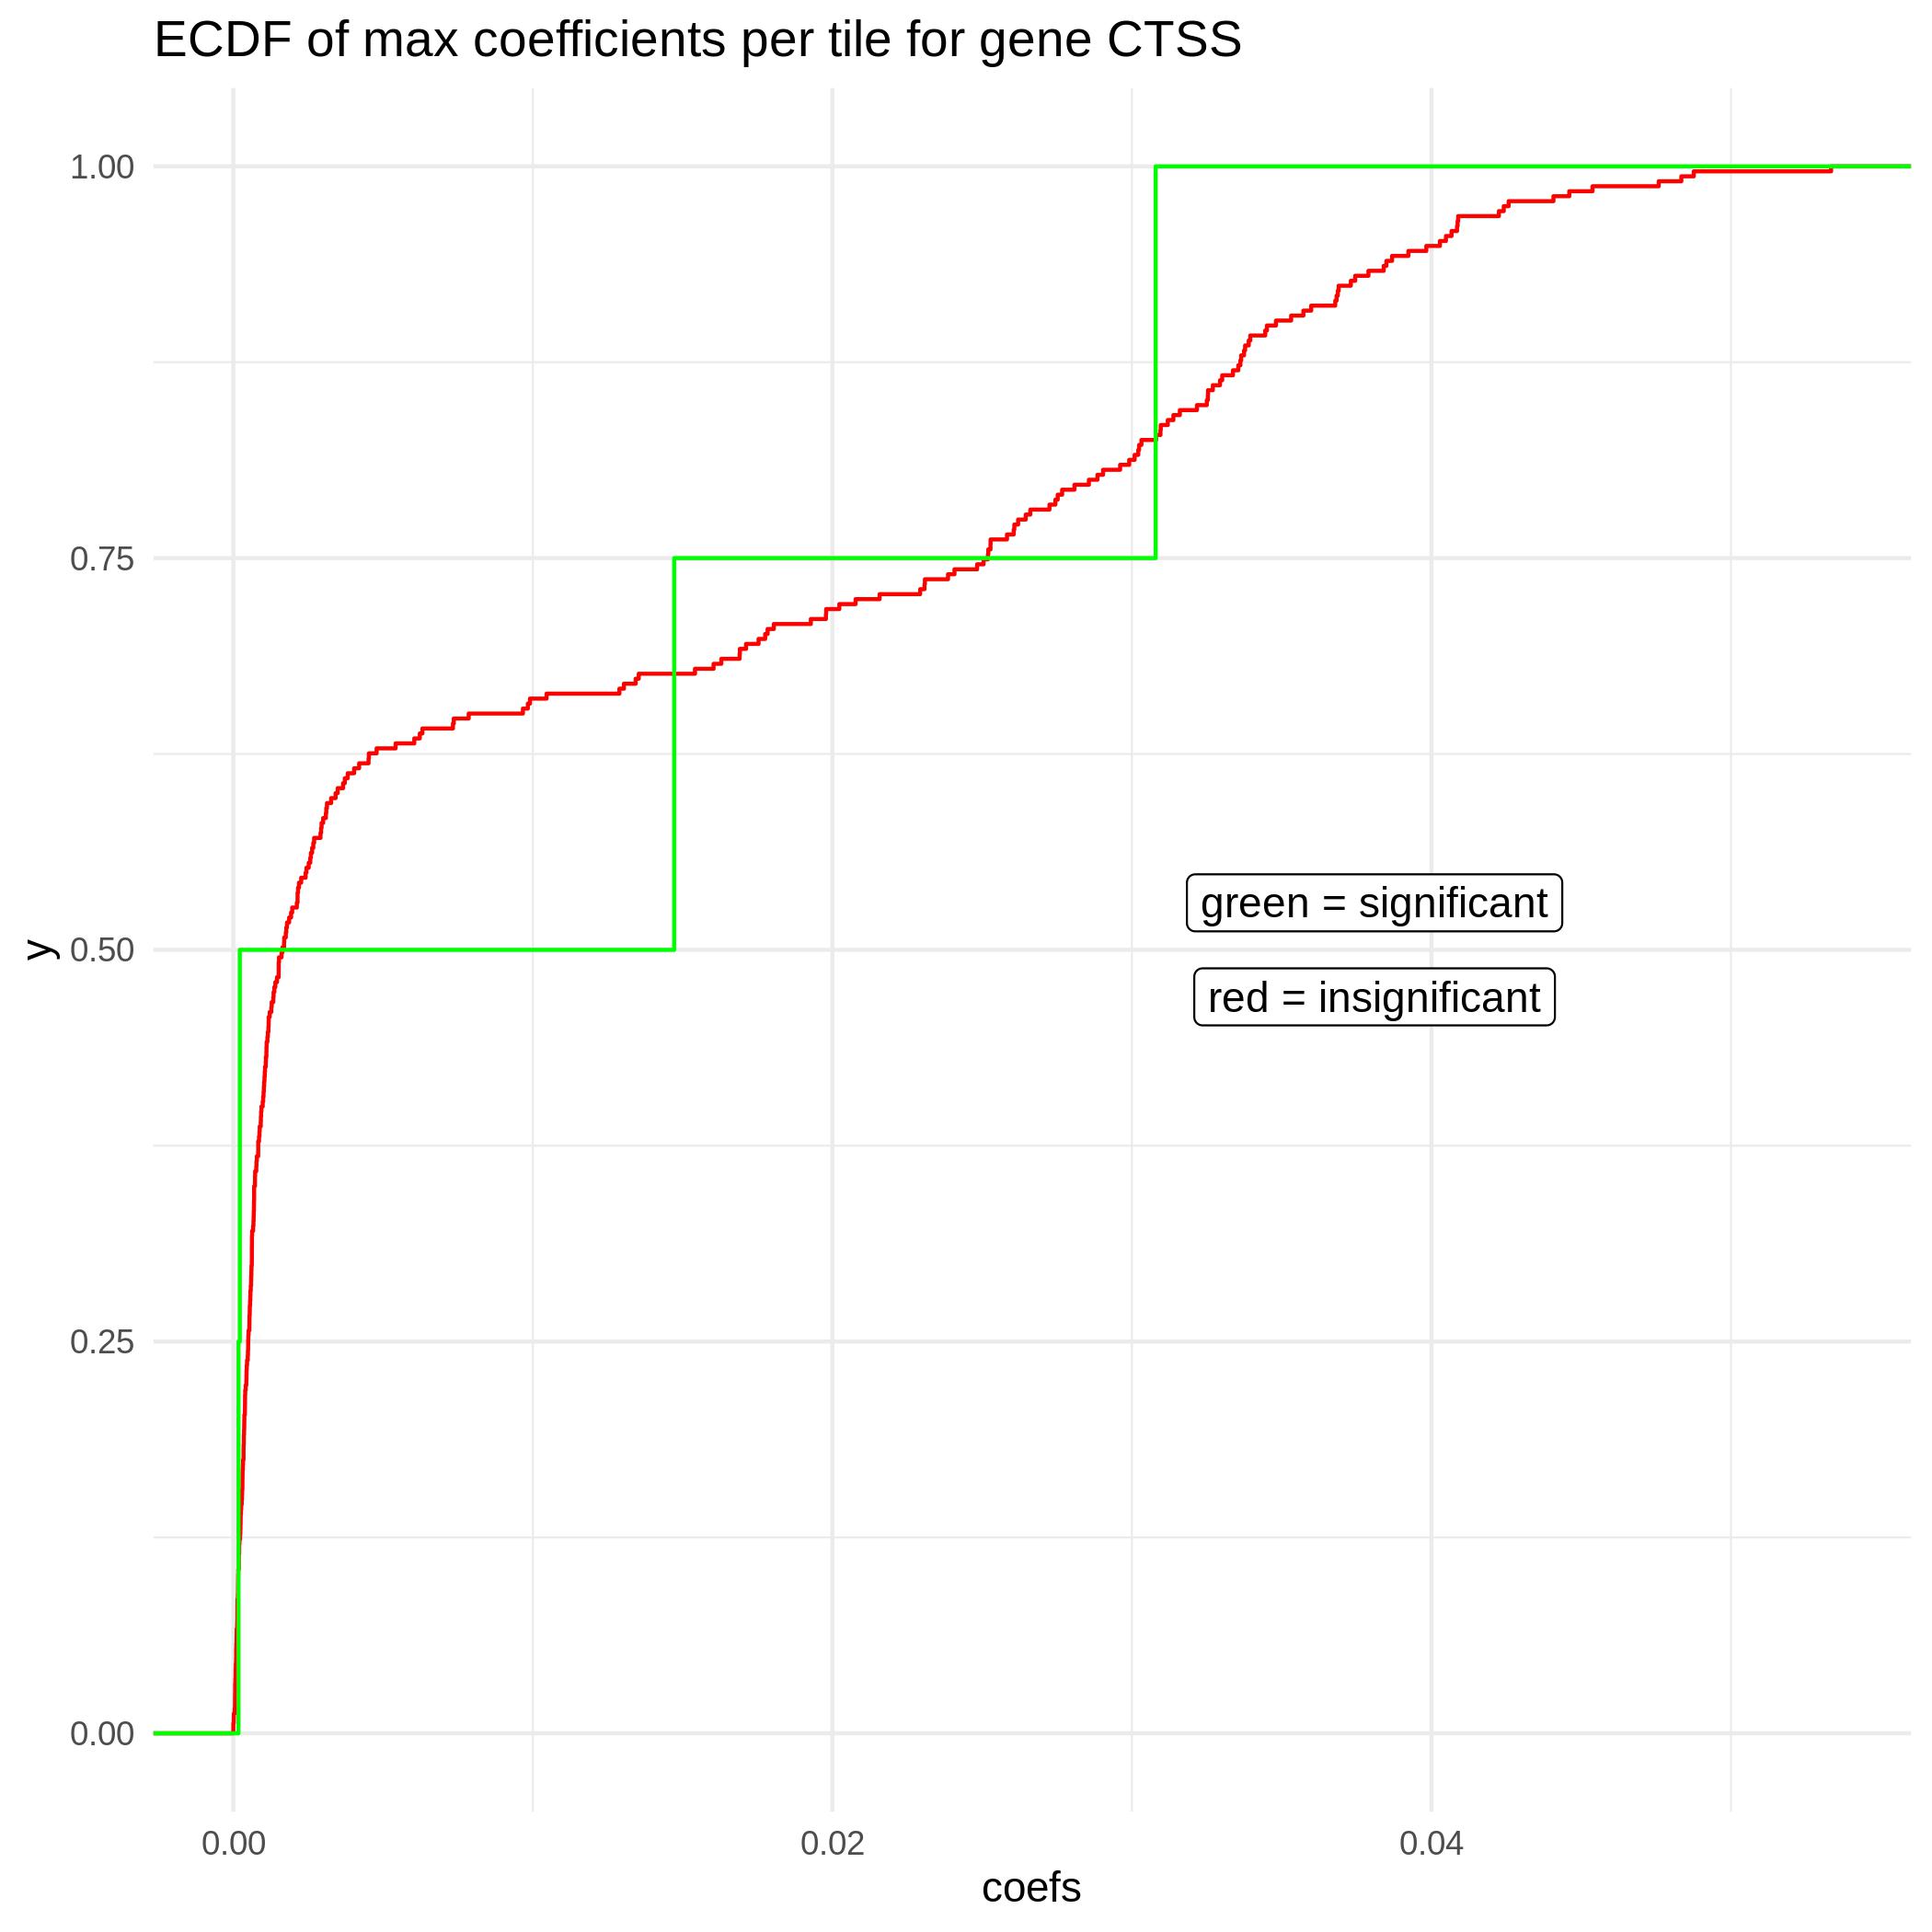 ECDF of max coefficients per tile for gene CTSS
1.00
0.75
0.50
0.25
0.00
y
green = significant
red = insignificant
0.00
0.02
0.04
coefs